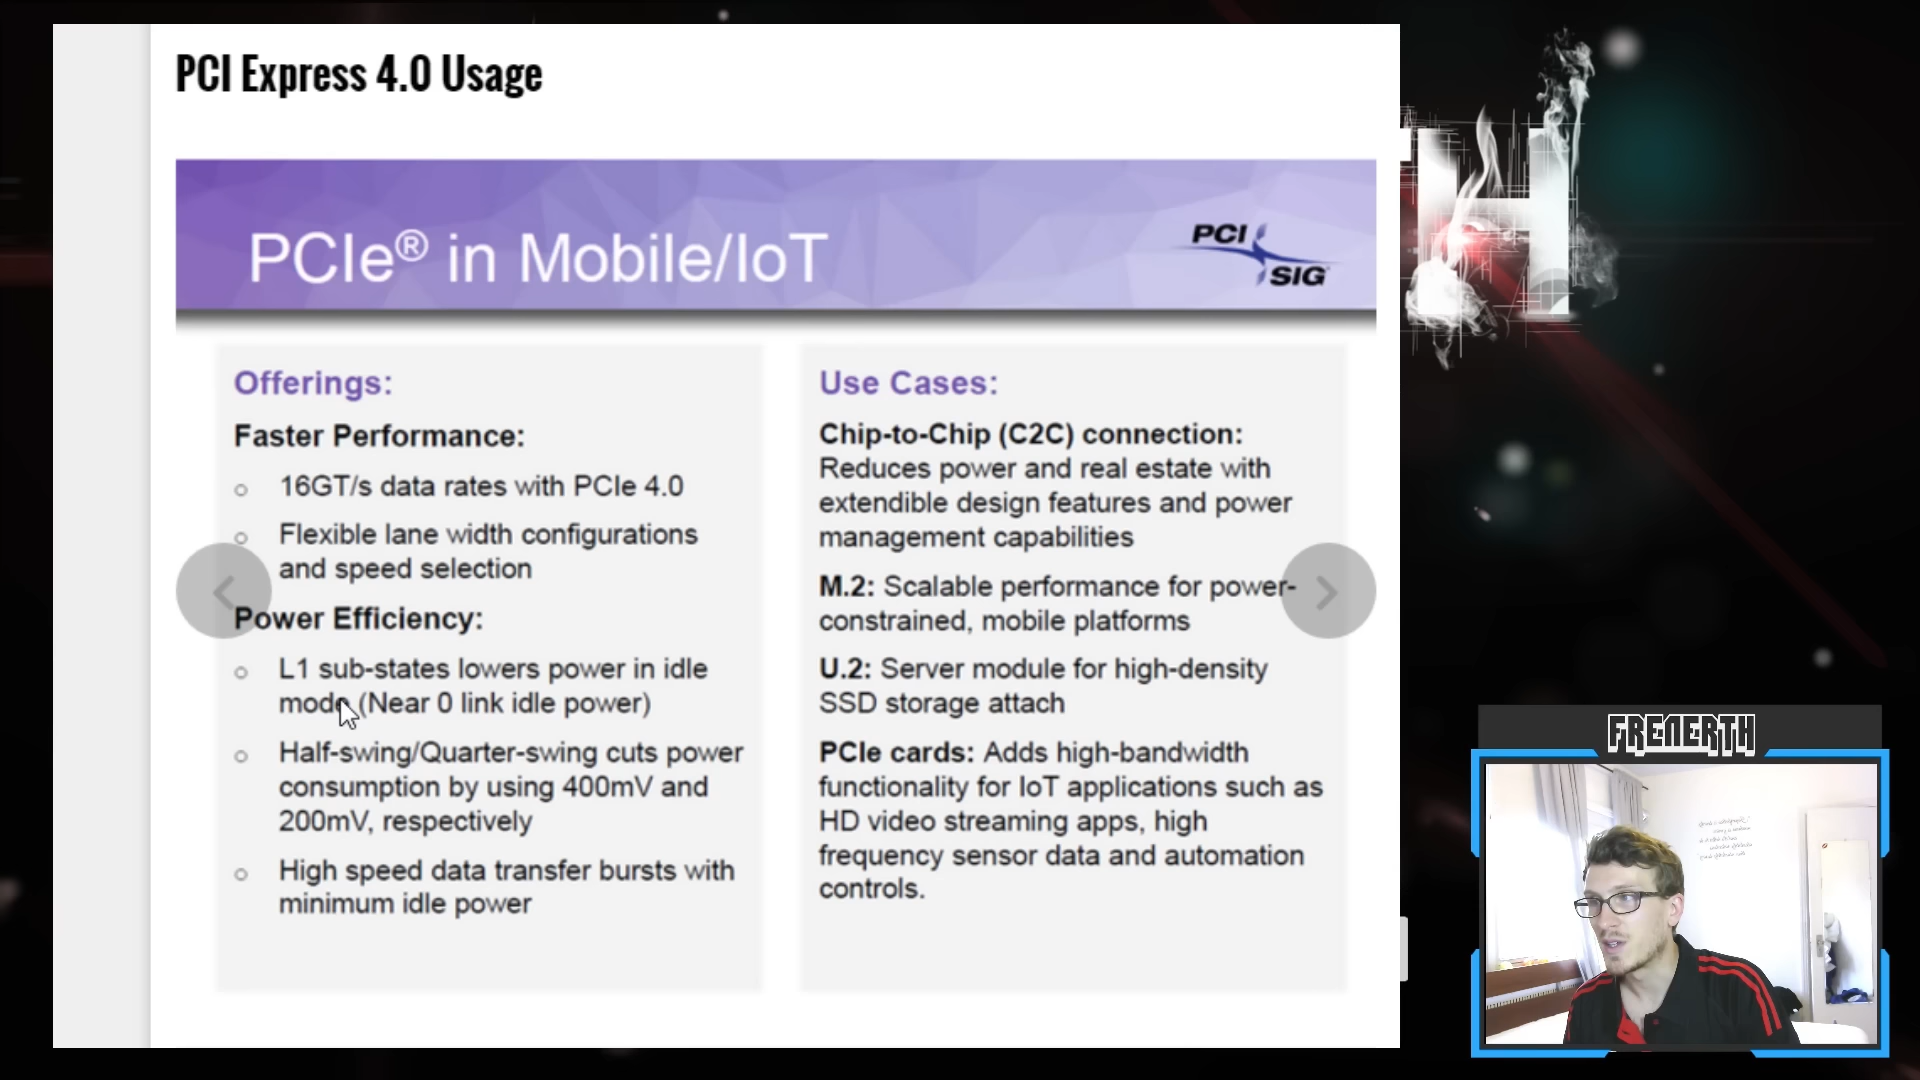 PCI Express 4.0 Usage
PCIe® in Mobile/IoT
PCI
SIG
Offerings:
Faster Performance:
16GT/s data rates with PCIe 4.0
Flexible lane width configurations
and speed selection
Power Efficiency:
L1 sub-states lowers power in idle
mode (Near 0 link idle power)
Half-swing/Quarter-swing cuts power
consumption by using 400mV and
200mV, respectively
High speed data transfer bursts with
minimum idle power
Use Cases:
Chip-to-Chip (C2C) connection:
Reduces power and real estate with
extendible design features and power
management capabilities
M.2: Scalable performance for power-
constrained, mobile platforms
U.2: Server module for high-density
SSD storage attach
PCIe cards: Adds high-bandwidth
functionality for IoT applications such as
HD video streaming apps, high
frequency sensor data and automation
controls.
H
FRENERTH